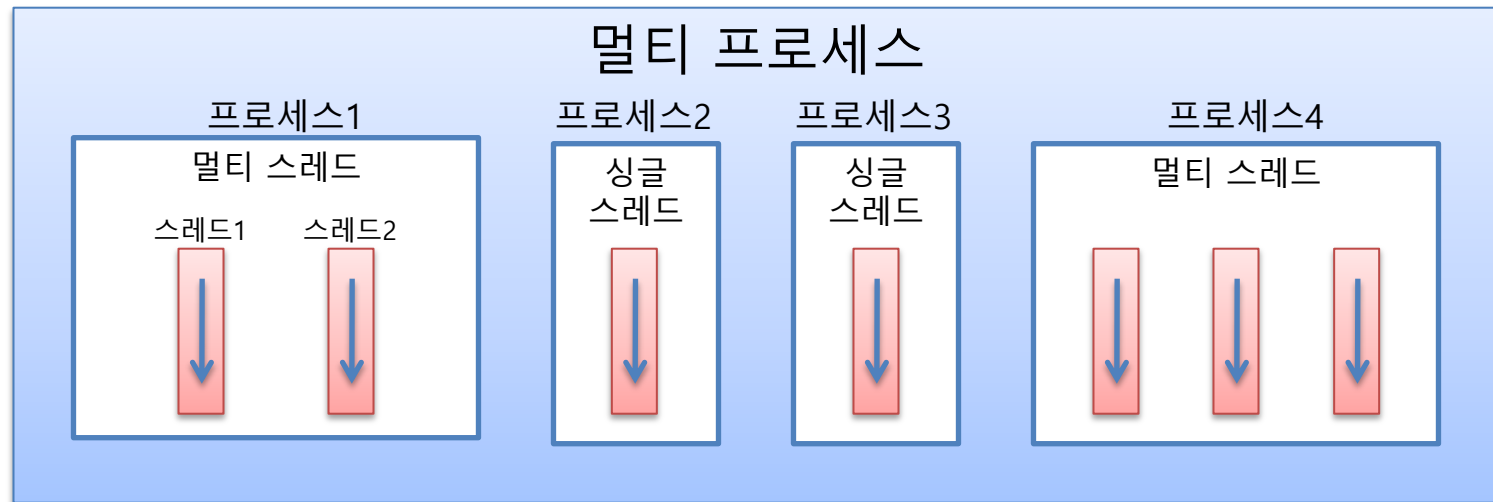 멀티 프로세스
프로세스1
멀티 스레드
스레드1
스레드2
프로세스2
싱글
스레드
프로세스3
싱글
스레드
프로세스4
멀티 스레드